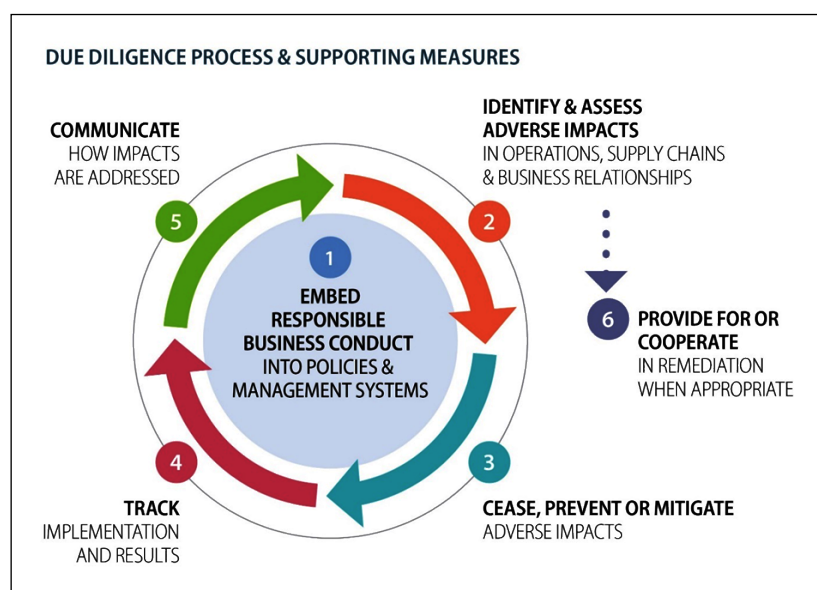 DUE DILIGENCE PROCESS & SUPPORTING MEASURES
1
EMBED
RESPONSIBLE
BUSINESS CONDUCT
INTO POLICIES &
MANAGEMENT SYSTEMS
2
IDENTIFY & ASSESS
ADVERSE IMPACTS
IN OPERATIONS, SUPPLY CHAINS
& BUSINESS RELATIONSHIPS
3
CEASE, PREVENT OR MITIGATE
ADVERSE IMPACTS
4
TRACK
IMPLEMENTATION
AND RESULTS
5
COMMUNICATE
HOW IMPACTS
ARE ADDRESSED
6
PROVIDE FOR OR
COOPERATE
IN REMEDIATION
WHEN APPROPRIATE